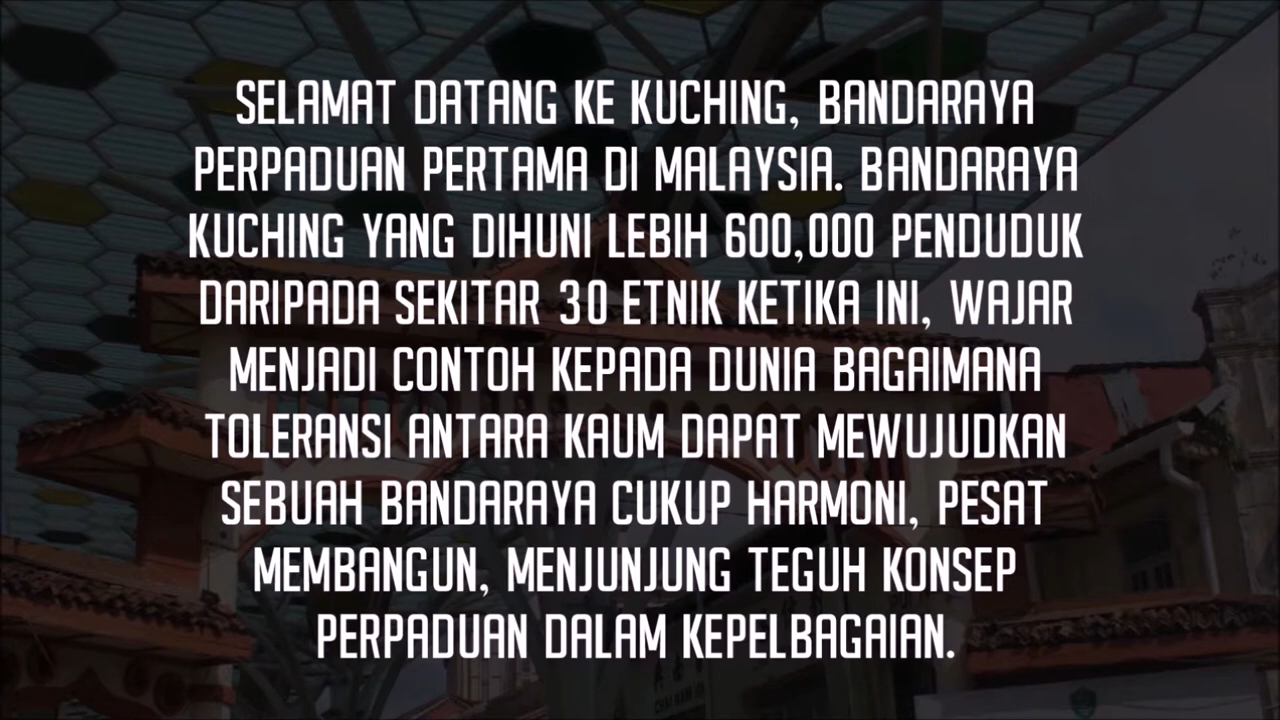 SELAMAT DATANG KE KUCHING, BANDARAYA
PERPADUAN PERTAMA DI MALAYSIA. BANDARAYA
KUCHING YANG DIHUNI LEBIH 600,000 PENDUDUK
DARIPADA SEKITAR 30 ETNIK KETIKA INI, WAJAR
MENJADI CONTOH KEPADA DUNIA BAGAIMANA
TOLERANSI ANTARA KAUM DAPAT MEWUJUDKAN
SEBUAH BANDARAYA CUKUP HARMONI, PESAT
MEMBANGUN, MENJUNJUNG TEGUH KONSEP
PERPADUAN DALAM KEPELBAGAIAN.